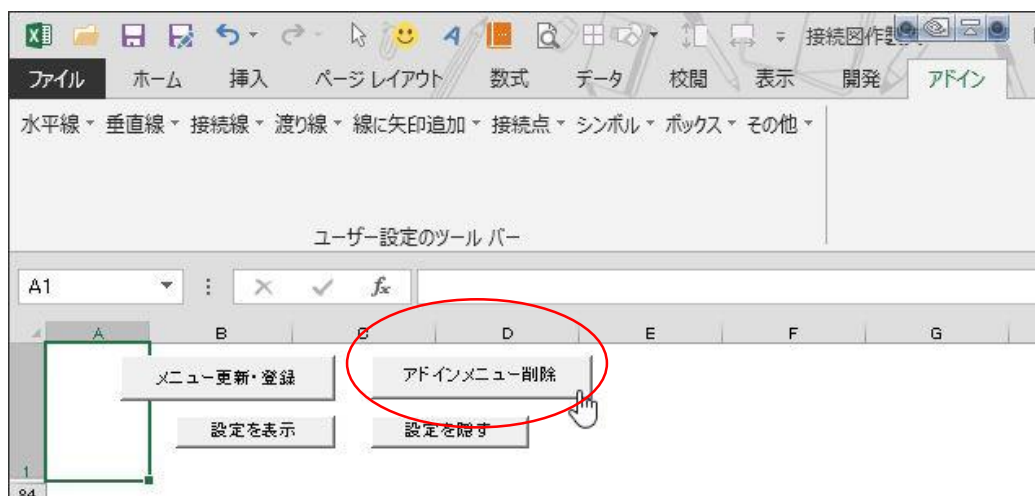 接続図作
ファイル ホーム 挿入 ページ レイアウト 数式 データ 校閲 表示 開発 アドイン
水平線 垂直線 接続線 渡り線 線に矢印追加 接続点 シンボル ボックス その他
ユーザー設定のツール バー
A1 fx
A B C D E F G
メニュー更新・登録 アドインメニュー削除
設定を表示 設定を隠す
1
84